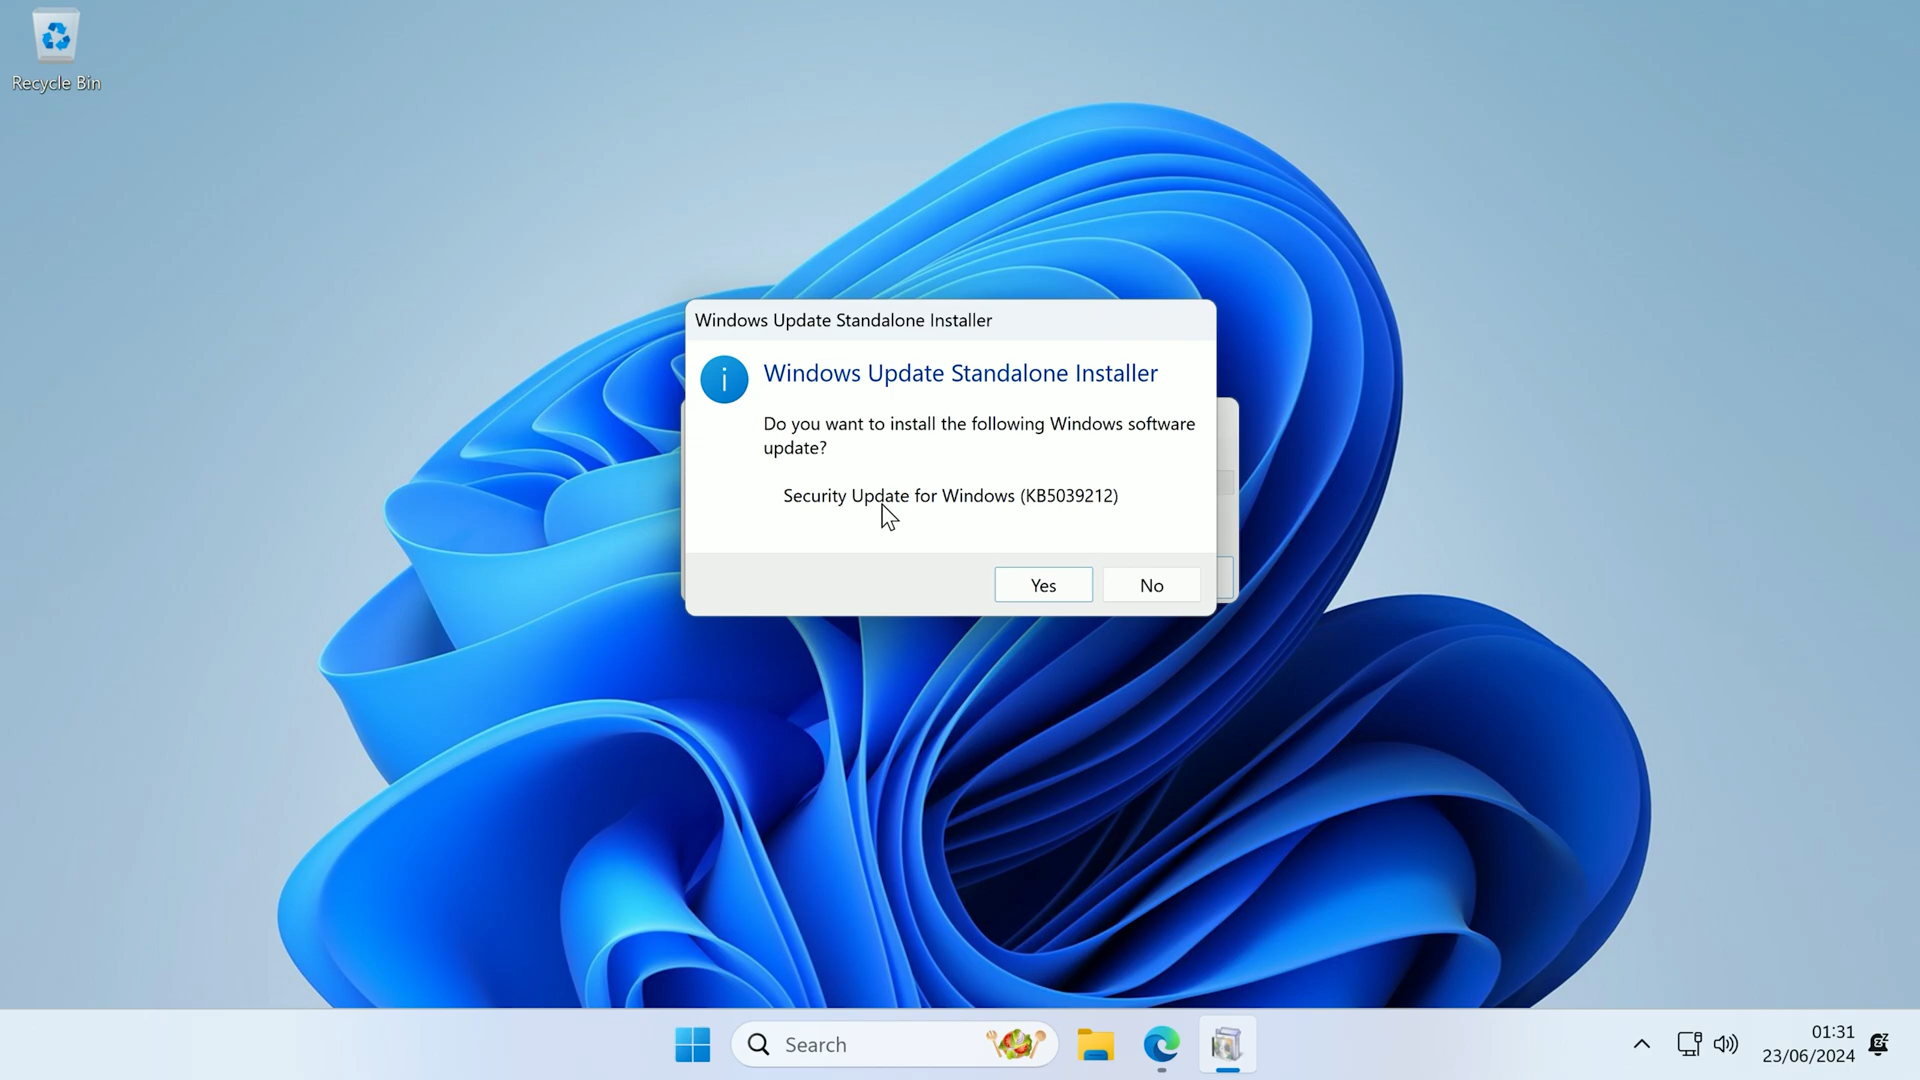 Recycle Bin
Windows Update Standalone Installer
Windows Update Standalone Installer
Do you want to install the following Windows software
update?
Security Update for Windows (KB5039212)
Yes
No
Search
01:31
23/06/2024